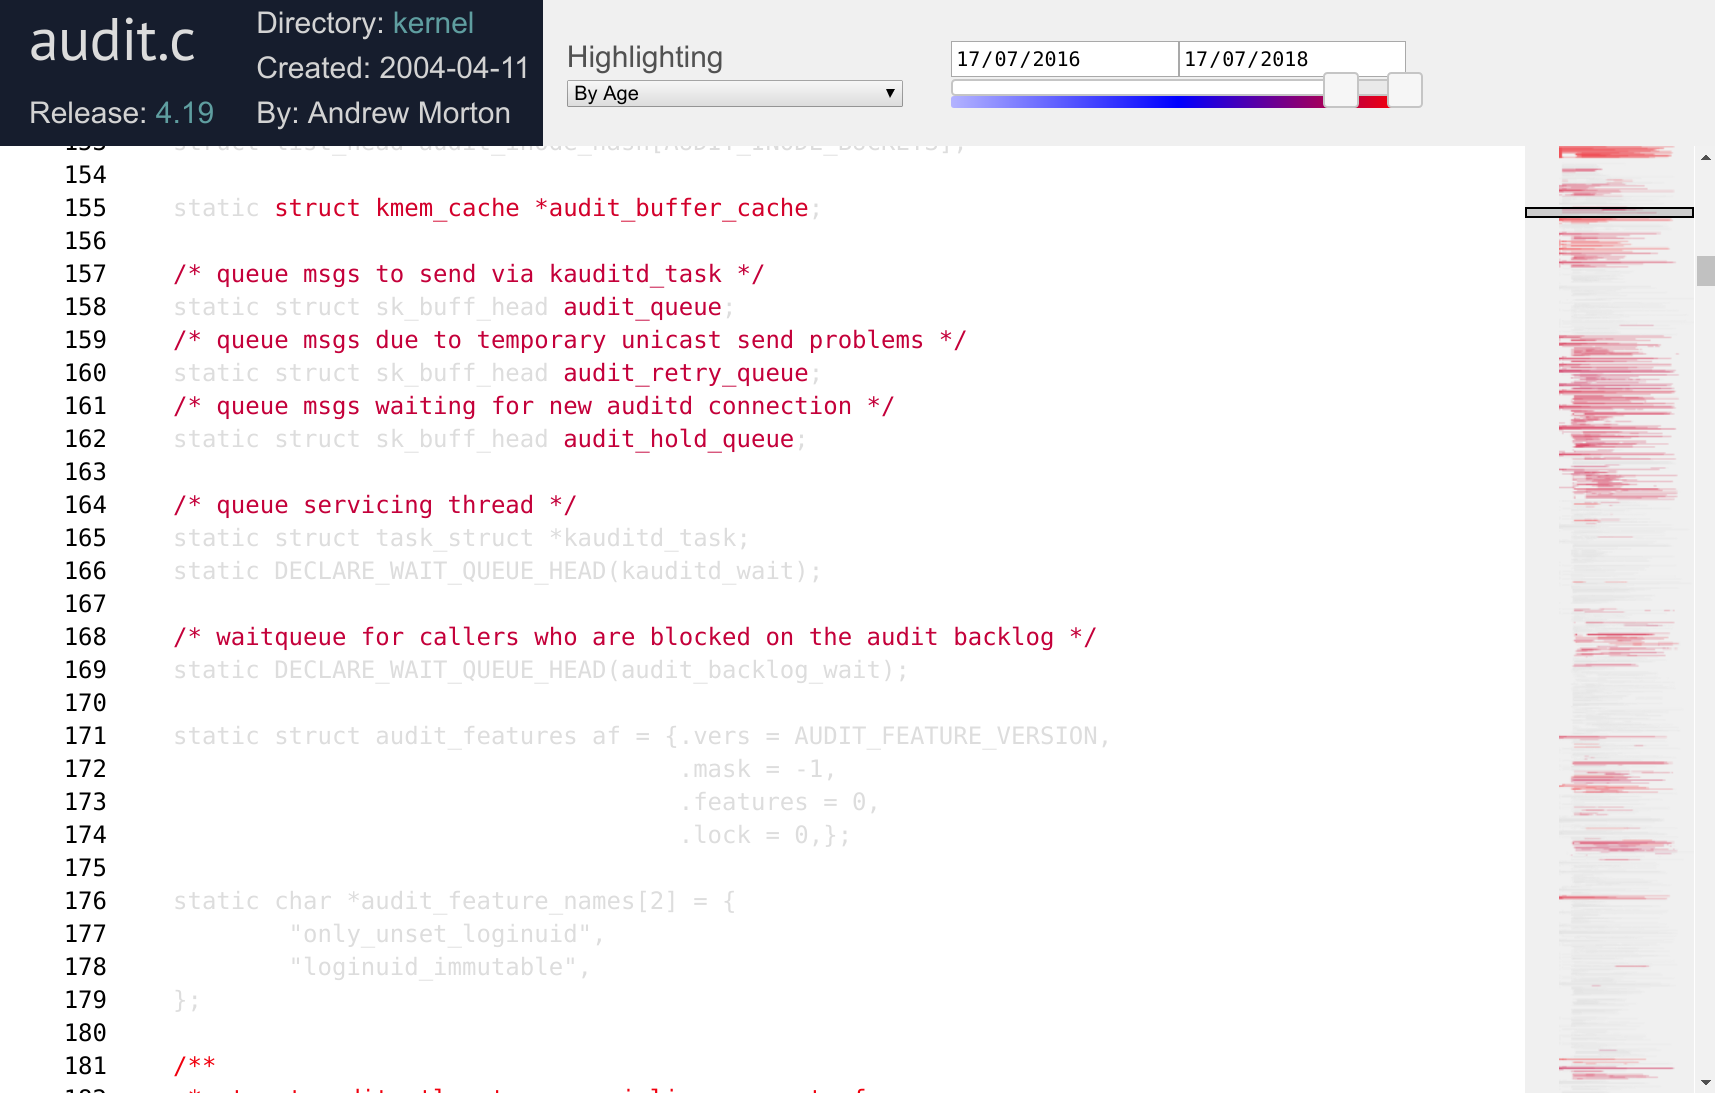 audit.c
Directory: kernel
Created: 2004-04-11
Release: 4.19
By: Andrew Morton
Highlighting
By Age
17/07/2016
17/07/2018
153 struct list_head audit_inode_hash[AUDIT_INODE_BUCKETS];
154
155 static struct kmem_cache *audit_buffer_cache;
156
157 /* queue msgs to send via kauditd_task */
158 static struct sk_buff_head audit_queue;
159 /* queue msgs due to temporary unicast send problems */
160 static struct sk_buff_head audit_retry_queue;
161 /* queue msgs waiting for new auditd connection */
162 static struct sk_buff_head audit_hold_queue;
163
164 /* queue servicing thread */
165 static struct task_struct *kauditd_task;
166 static DECLARE_WAIT_QUEUE_HEAD(kauditd_wait);
167
168 /* waitqueue for callers who are blocked on the audit backlog */
169 static DECLARE_WAIT_QUEUE_HEAD(audit_backlog_wait);
170
171 static struct audit_features af = {.vers = AUDIT_FEATURE_VERSION,
172 .mask = -1,
173 .features = 0,
174 .lock = 0,};
175
176 static char *audit_feature_names[2] = {
177 "only_unset_loginuid",
178 "loginuid_immutable",
179 };
180
181 /**